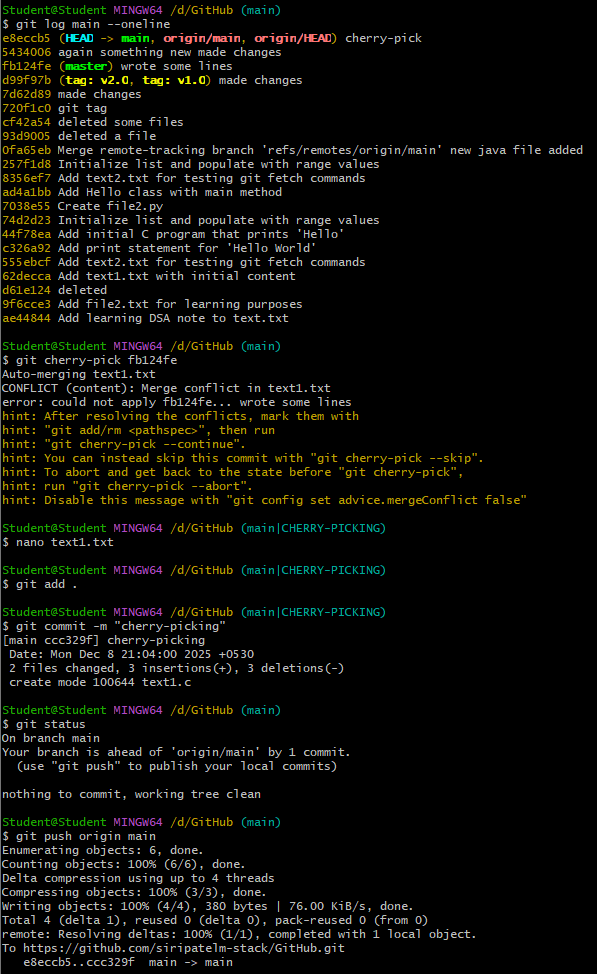 Student@Student MINGW64 /d/GitHub (main)
$ git log main --oneline
e8eccb5 (HEAD -> main, origin/main, origin/HEAD) cherry-pick
5434006 again something new made changes
fb124fe (master) wrote some lines
d99f97b (tag: v2.0, tag: v1.0) made changes
7d62d89 made changes
720f1c0 git tag
cf42a54 deleted some files
93d9005 deleted a file
0fa65eb Merge remote-tracking branch 'refs/remotes/origin/main' new java file added
257f1d8 Initialize list and populate with range values
8356ef7 Add text2.txt for testing git fetch commands
ad4a1bb Add Hello class with main method
7038e55 Create file2.py
74d2d23 Initialize list and populate with range values
44f78ea Add initial C program that prints 'Hello'
c326a92 Add print statement for 'Hello World'
555ebcf Add text2.txt for testing git fetch commands
62decca Add text1.txt with initial content
d61e124 deleted
9f6cce3 Add file2.txt for learning purposes
ae44844 Add learning DSA note to text.txt
Student@Student MINGW64 /d/GitHub (main)
$ git cherry-pick fb124fe
Auto-merging text1.txt
CONFLICT (content): Merge conflict in text1.txt
error: could not apply fb124fe... wrote some lines
hint: After resolving the conflicts, mark them with
hint: "git add/rm <pathspec>", then run
hint: "git cherry-pick --continue".
hint: You can instead skip this commit with "git cherry-pick --skip".
hint: To abort and get back to the state before "git cherry-pick",
hint: run "git cherry-pick --abort".
hint: Disable this message with "git config set advice.mergeConflict false"
Student@Student MINGW64 /d/GitHub (main|CHERRY-PICKING)
$ nano text1.txt
Student@Student MINGW64 /d/GitHub (main|CHERRY-PICKING)
$ git add .
Student@Student MINGW64 /d/GitHub (main|CHERRY-PICKING)
$ git commit -m "cherry-picking"
[main ccc329f] cherry-picking
Date: Mon Dec 8 21:04:00 2025 +0530
2 files changed, 3 insertions(+), 3 deletions(-)
create mode 100644 text1.c
Student@Student MINGW64 /d/GitHub (main)
$ git status
On branch main
Your branch is ahead of 'origin/main' by 1 commit.
(use "git push" to publish your local commits)
nothing to commit, working tree clean
Student@Student MINGW64 /d/GitHub (main)
$ git push origin main
Enumerating objects: 6, done.
Counting objects: 100% (6/6), done.
Delta compression using up to 4 threads
Compressing objects: 100% (3/3), done.
Writing objects: 100% (4/4), 380 bytes | 76.00 KiB/s, done.
Total 4 (delta 1), reused 0 (delta 0), pack-reused 0 (from 0)
remote: Resolving deltas: 100% (1/1), completed with 1 local object.
To https://github.com/siripatelm-stack/GitHub.git
e8eccb5..ccc329f  main -> main